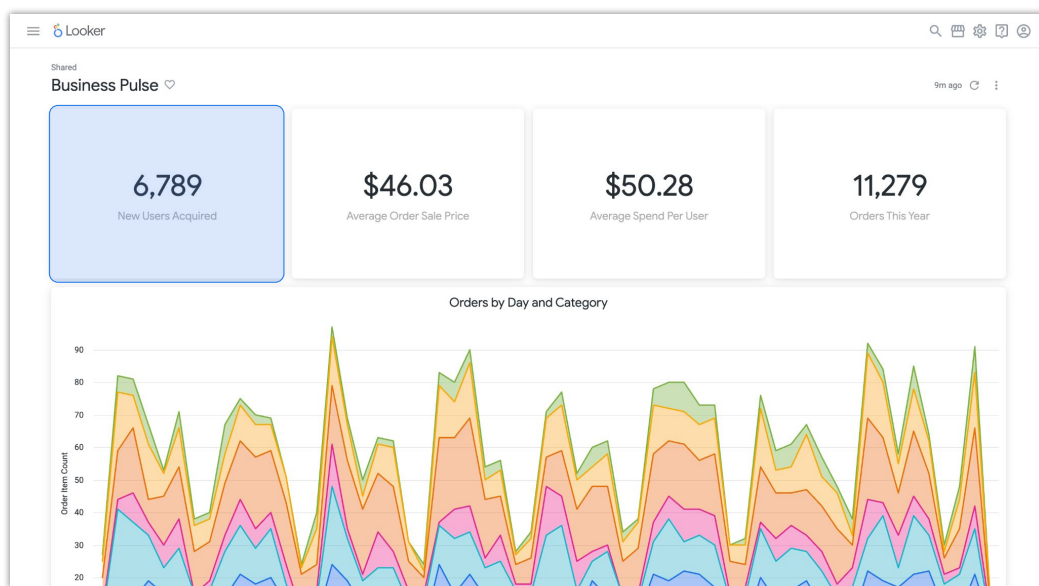 Looker
Shared
Business Pulse
9m ago
6,789
New Users Acquired
$46.03
Average Order Sale Price
$50.28
Average Spend Per User
11,279
Orders This Year
Orders by Day and Category
Order Item Count
90
80
70
60
50
40
30
20